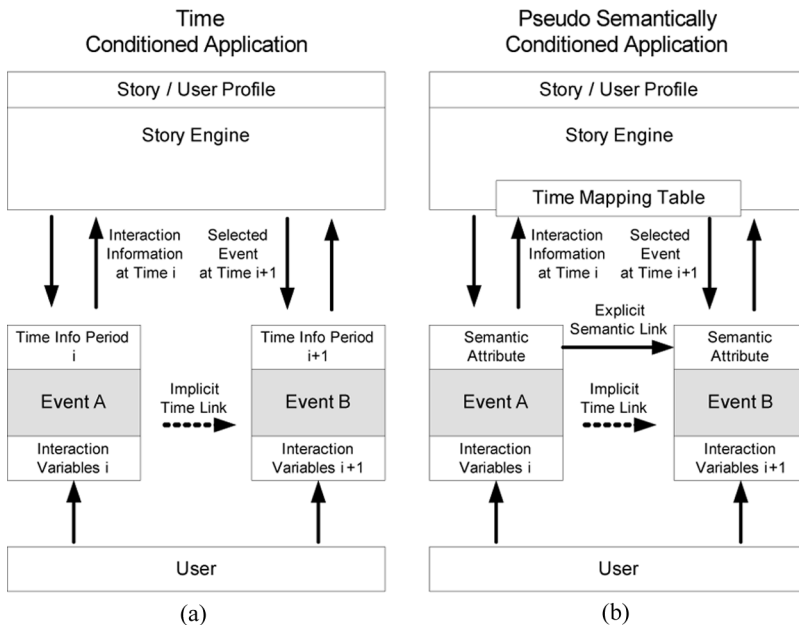 Time
Conditioned Application
Story / User Profile
Story Engine
Interaction
Information
at Time i
Selected
Event
at Time i+1
Time Info Period
i
Event A
Interaction
Variables i
Implicit
Time Link
Time Info Period
i+1
Event B
Interaction
Variables i+1
User
(a)
Pseudo Semantically
Conditioned Application
Story / User Profile
Story Engine
Time Mapping Table
Interaction
Information
at Time i
Selected
Event
at Time i+1
Explicit
Semantic Link
Semantic
Attribute
Event A
Interaction
Variables i
Implicit
Time Link
Semantic
Attribute
Event B
Interaction
Variables i+1
User
(b)